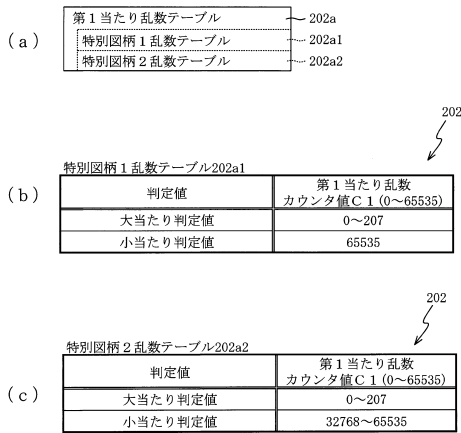 (a)
第1当たり乱数テーブル 202a
特別図柄1乱数テーブル 202a1
特別図柄2乱数テーブル 202a2
202
(b)
特別図柄1乱数テーブル202a1
判定値
第1当たり乱数
カウンタ値C1(0~65535)
大当たり判定値 0~207
小当たり判定値 65535
202
(c)
特別図柄2乱数テーブル202a2
判定値
第1当たり乱数
カウンタ値C1(0~65535)
大当たり判定値 0~207
小当たり判定値 32768~65535